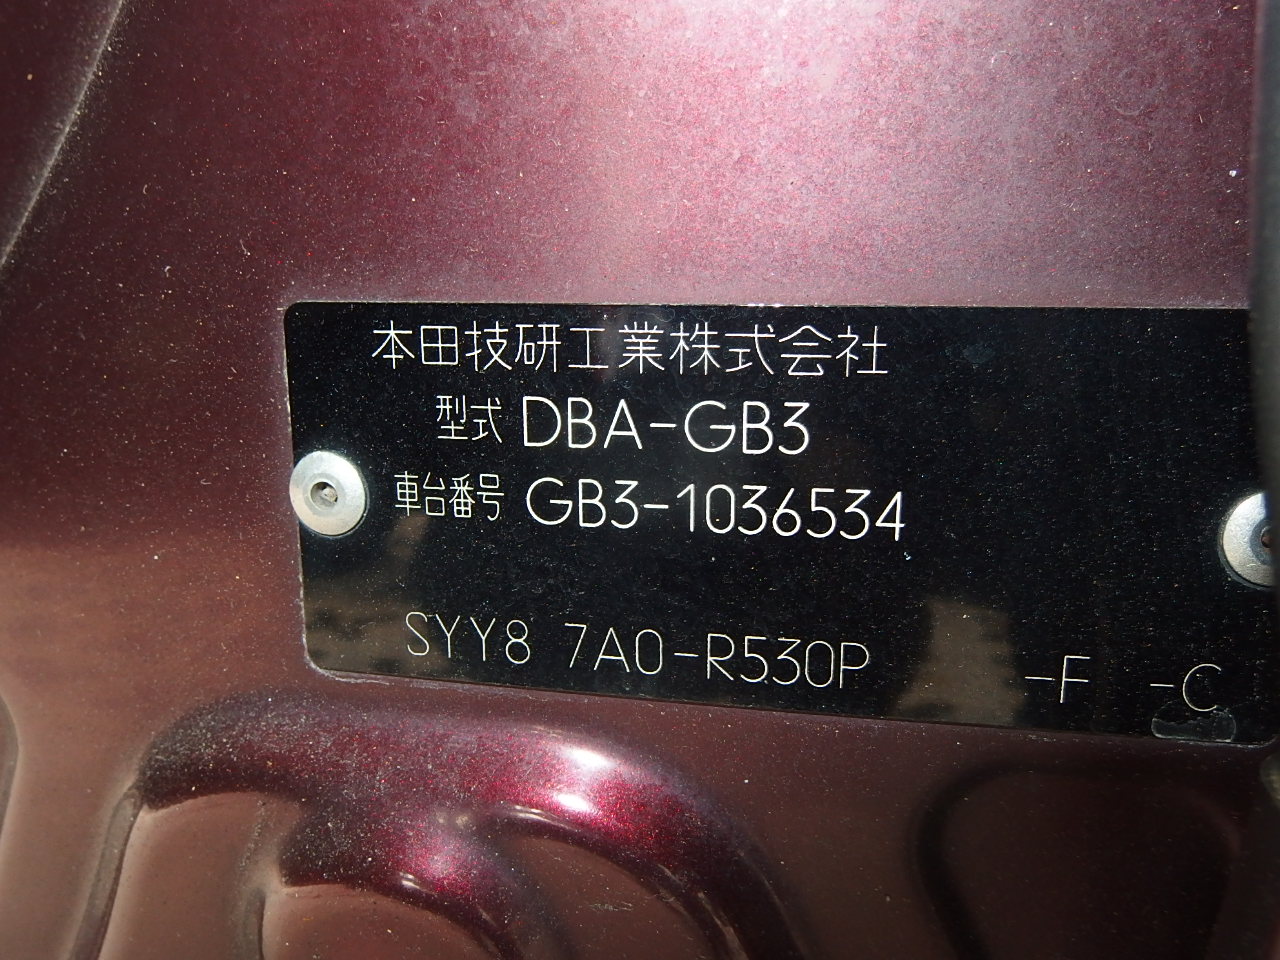 本田技研工業株式会社
型式 DBA-GB3
車台番号 GB3-1036534
SYY8 7A0-R530P -F -C